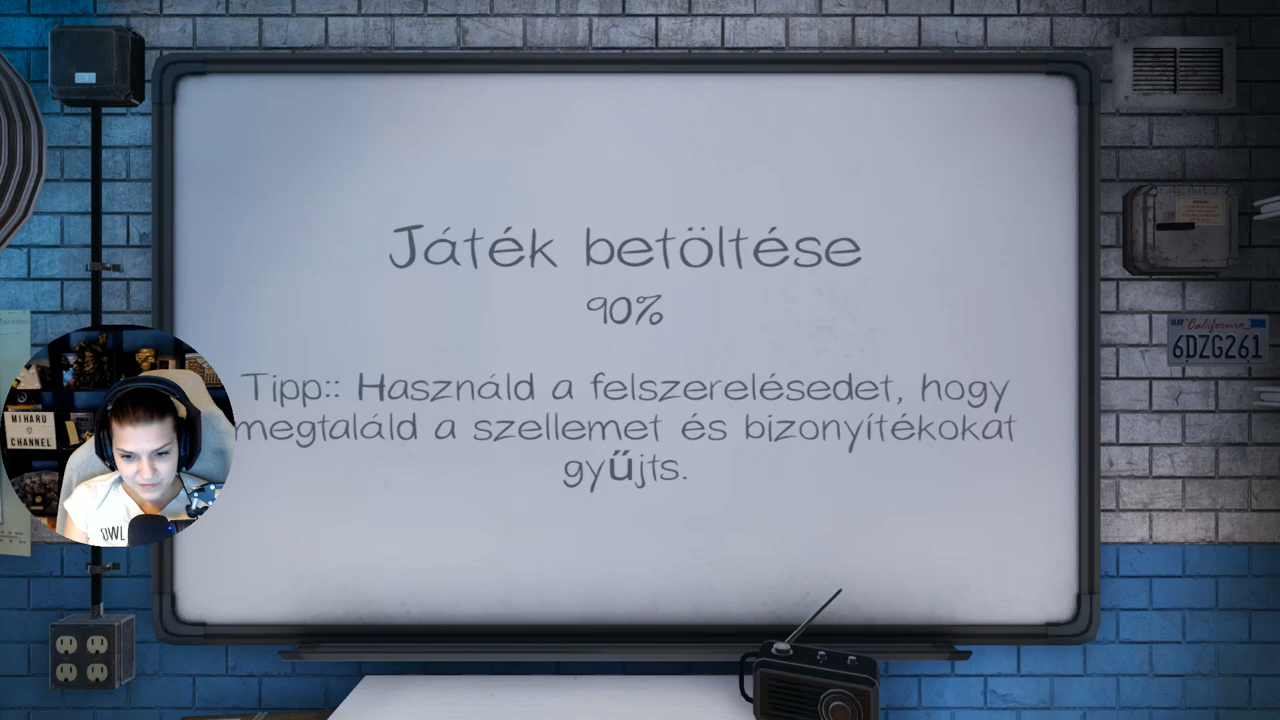 Játék betöltése
90%
Tipp:: Használd a felszerelésedet, hogy
megtaláld a szellemet és bizonyítékokat
gyűjts.
California
6DZG261
MIHARU
♡
CHANNEL
OWL